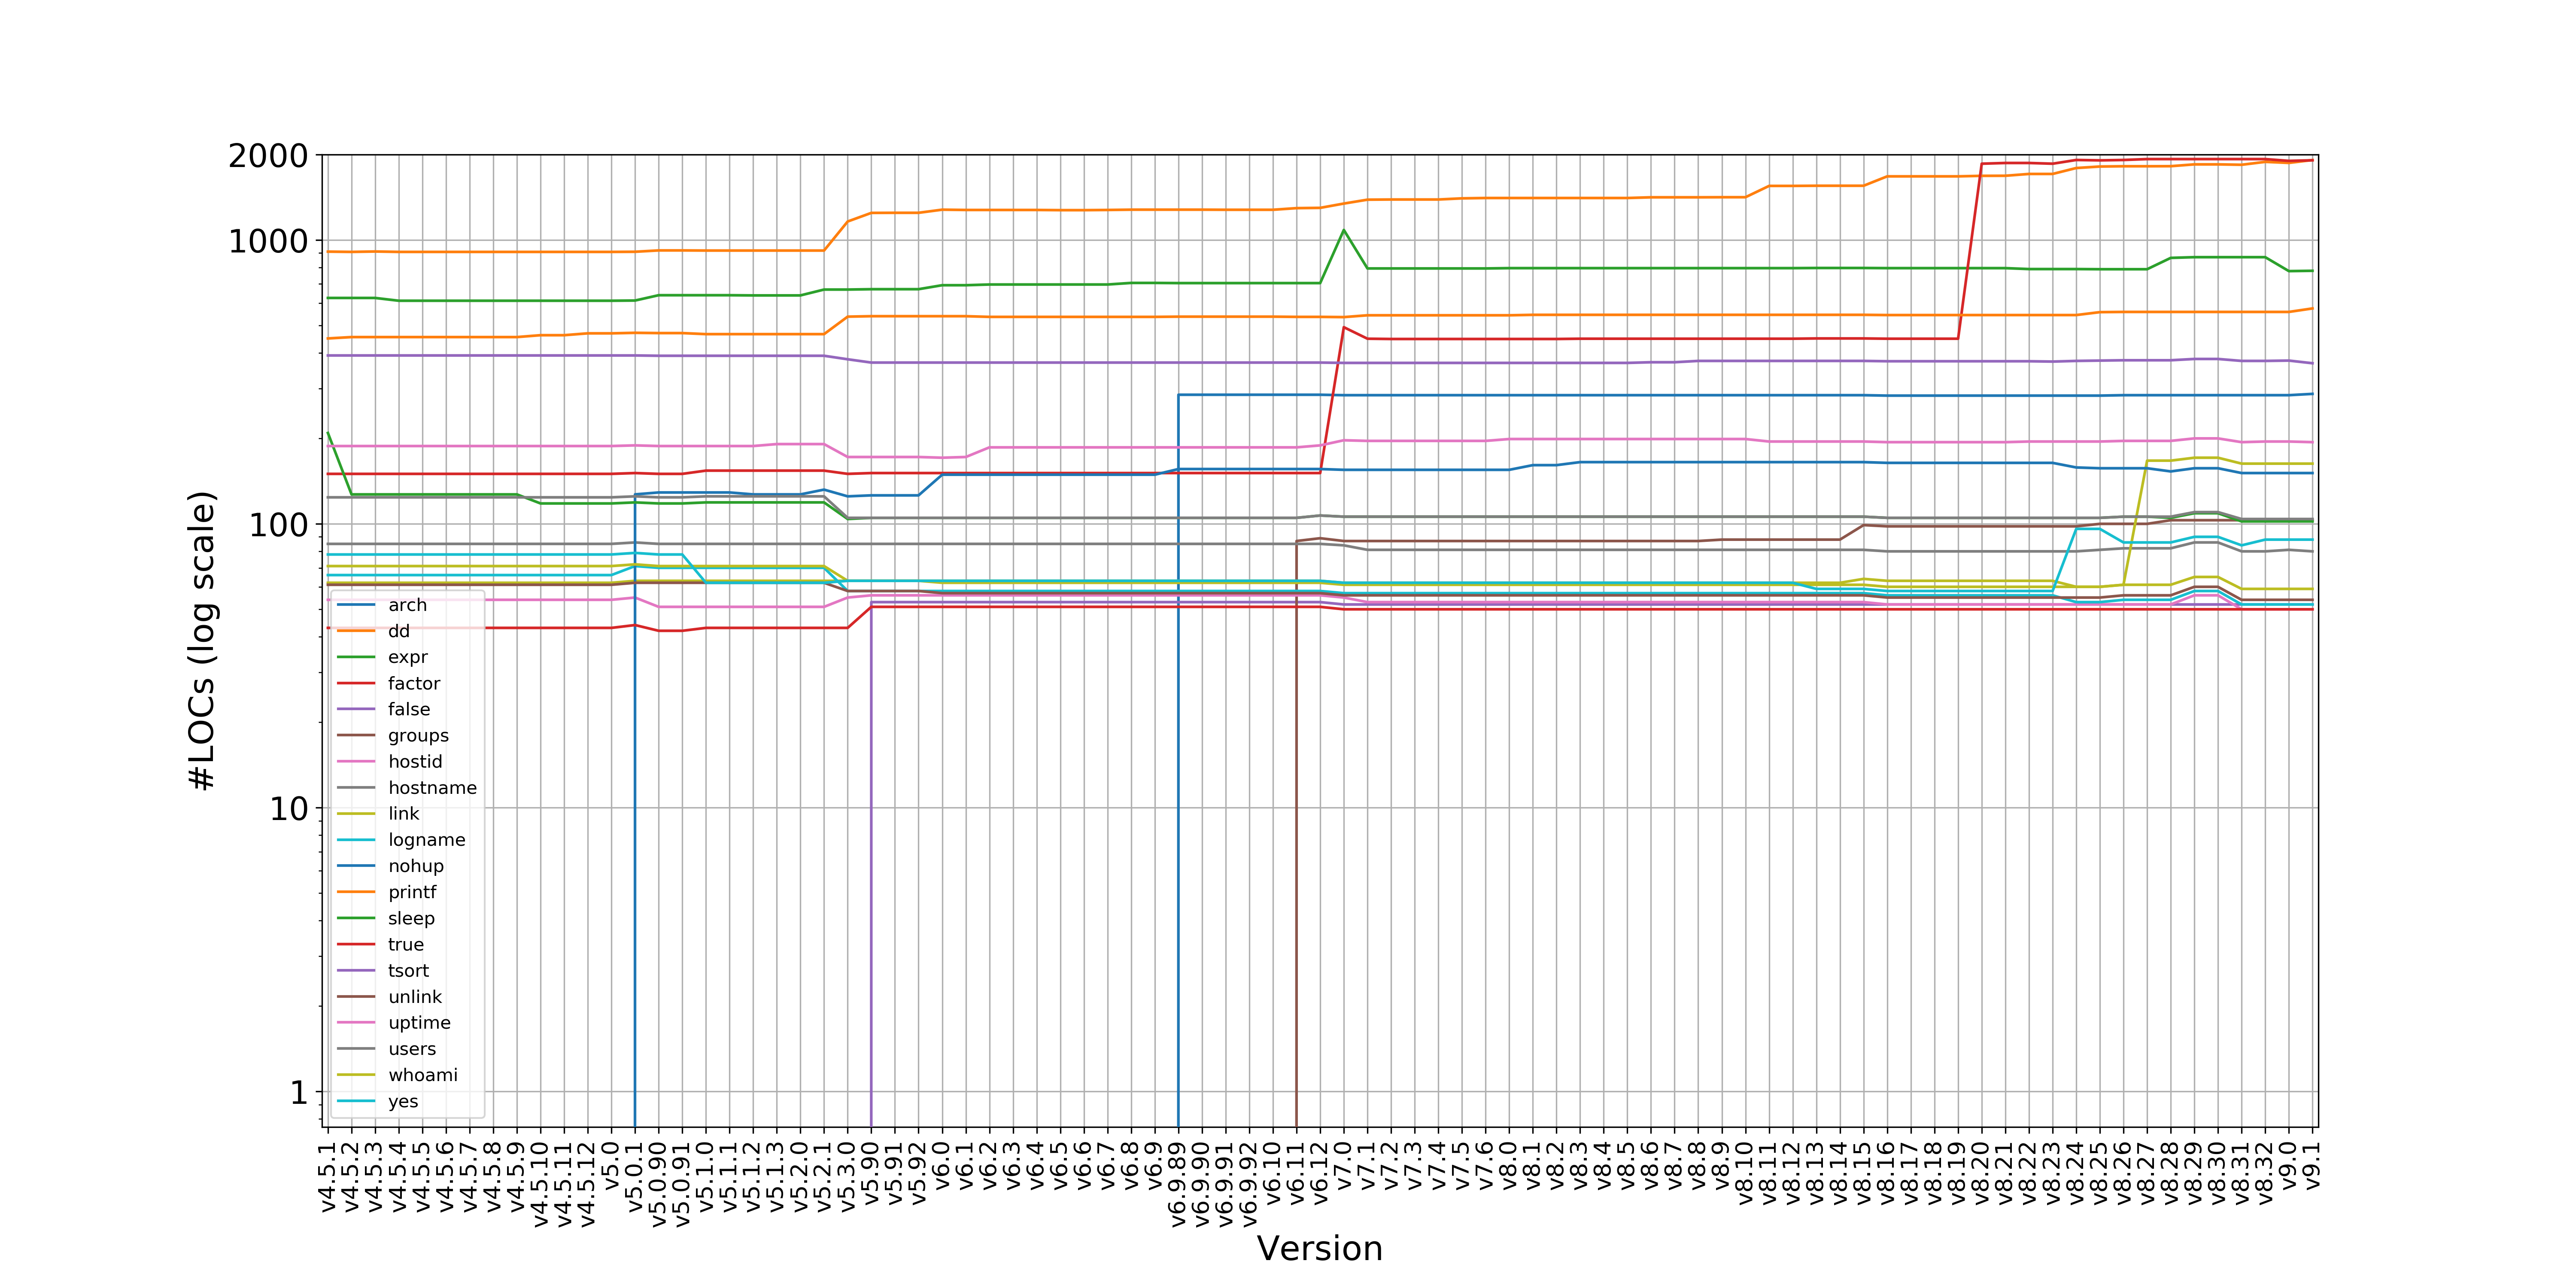 2000
1000
100
10
1
#LOCs (log scale)
arch
dd
expr
factor
false
groups
hostid
hostname
link
logname
nohup
printf
sleep
true
tsort
unlink
uptime
users
whoami
yes
v4.5.1
v4.5.2
v4.5.3
v4.5.4
v4.5.5
v4.5.6
v4.5.7
v4.5.8
v4.5.9
v4.5.10
v4.5.11
v4.5.12
v5.0
v5.0.1
v5.0.90
v5.0.91
v5.1.0
v5.1.1
v5.1.2
v5.1.3
v5.2.0
v5.2.1
v5.3.0
v5.90
v5.91
v5.92
v6.0
v6.1
v6.2
v6.3
v6.4
v6.5
v6.6
v6.7
v6.8
v6.9
v6.9.89
v6.9.90
v6.9.91
v6.9.92
v6.10
v6.11
v6.12
v7.0
v7.1
v7.2
v7.3
v7.4
v7.5
v7.6
v8.0
v8.1
v8.2
v8.3
v8.4
v8.5
v8.6
v8.7
v8.8
v8.9
v8.10
v8.11
v8.12
v8.13
v8.14
v8.15
v8.16
v8.17
v8.18
v8.19
v8.20
v8.21
v8.22
v8.23
v8.24
v8.25
v8.26
v8.27
v8.28
v8.29
v8.30
v8.31
v8.32
v9.0
v9.1
Version